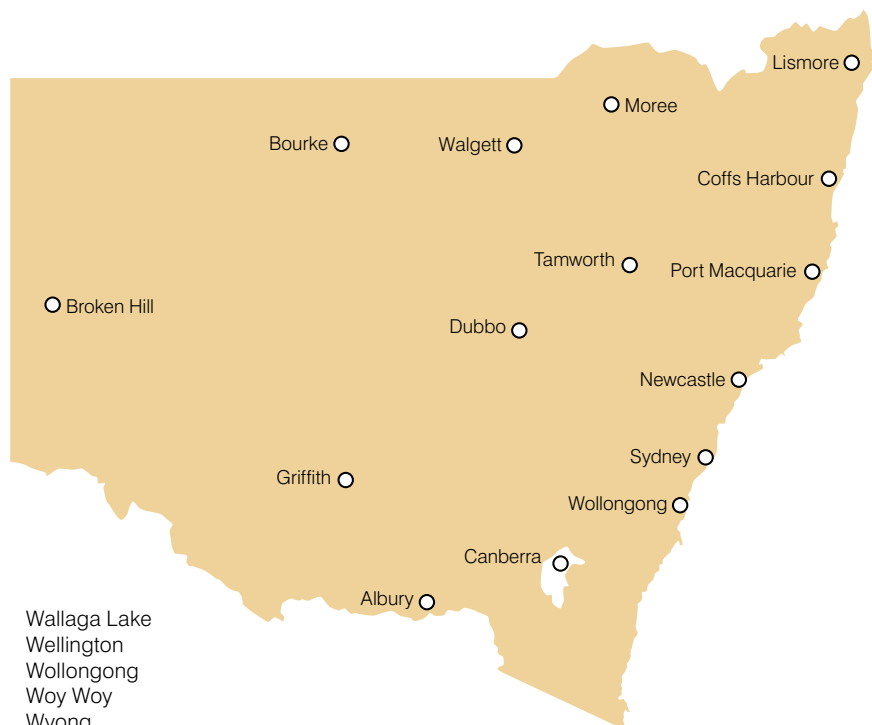 Lismore
Moree
Bourke
Walgett
Coffs Harbour
Tamworth
Port Macquarie
Broken Hill
Dubbo
Newcastle
Sydney
Griffith
Wollongong
Canberra
Albury
Wallaga Lake
Wellington
Wollongong
Woy Woy
Wyong